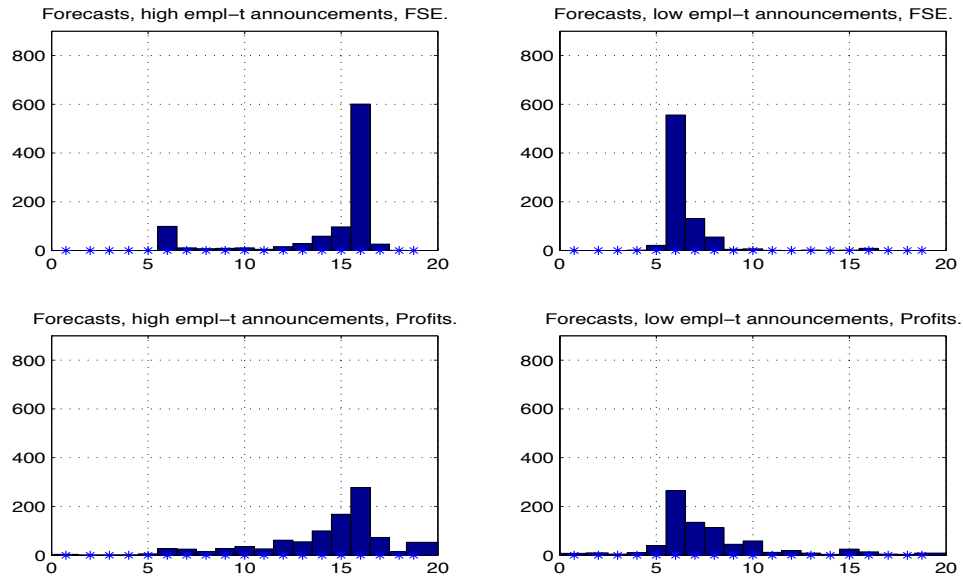 Forecasts, high empl-t announcements, FSE.
800
600
400
200
0
0 5 10 15 20
Forecasts, low empl-t announcements, FSE.
800
600
400
200
0
0 5 10 15 20
Forecasts, high empl-t announcements, Profits.
800
600
400
200
0
0 5 10 15 20
Forecasts, low empl-t announcements, Profits.
800
600
400
200
0
0 5 10 15 20